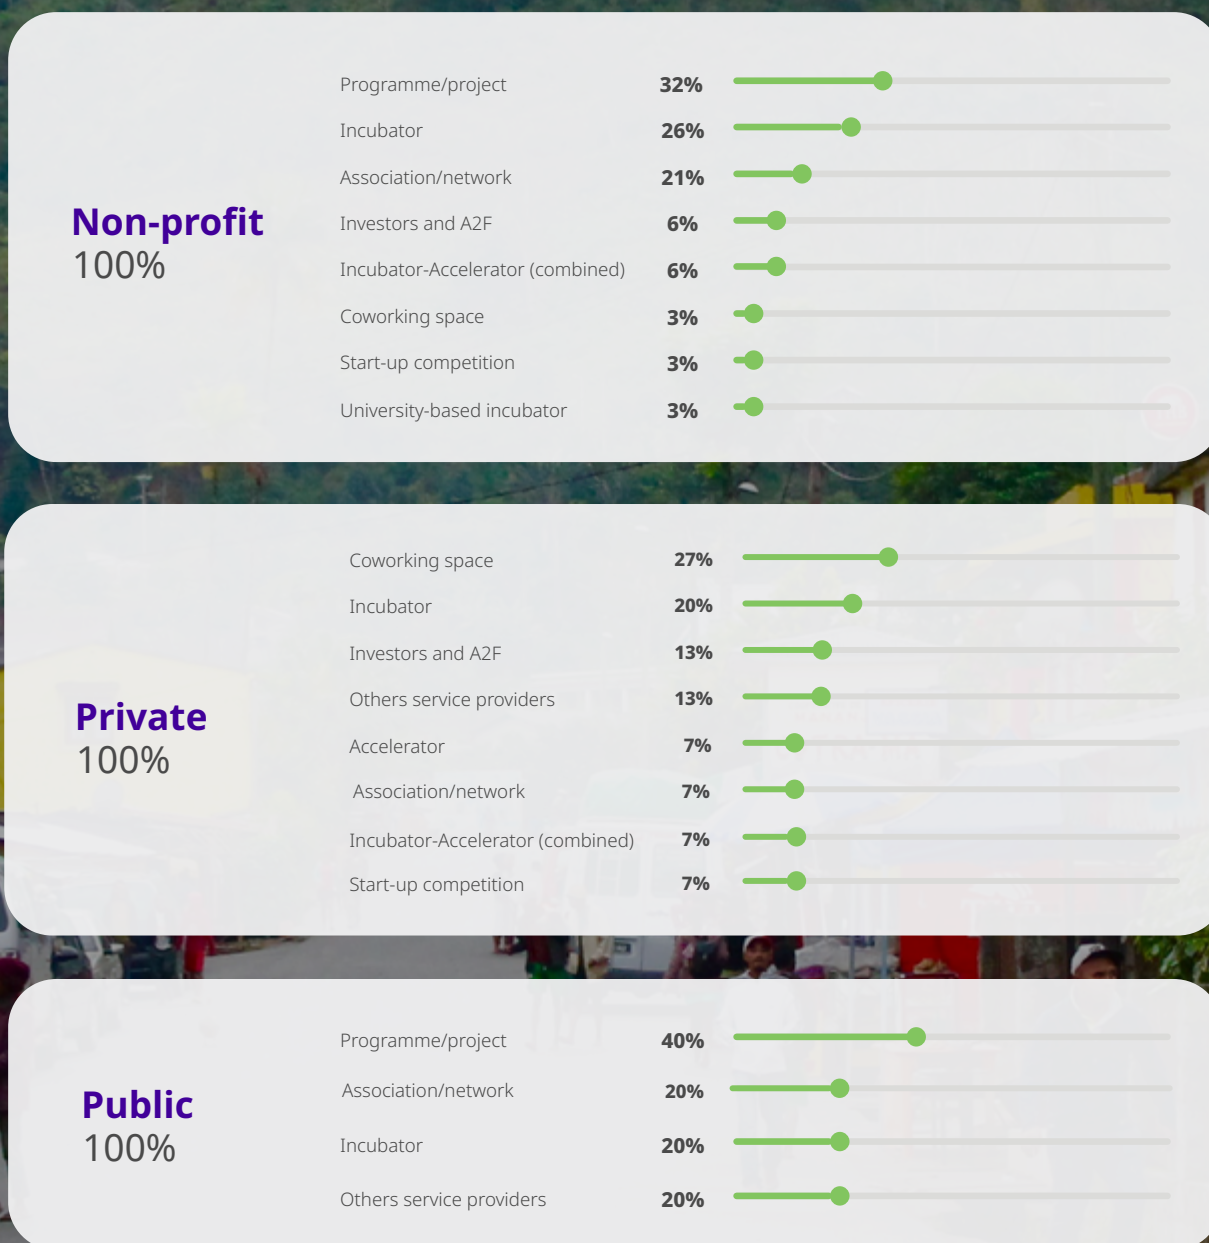 Non-profit
100%
Programme/project 32%
Incubator 26%
Association/network 21%
Investors and A2F 6%
Incubator-Accelerator (combined) 6%
Coworking space 3%
Start-up competition 3%
University-based incubator 3%
Private
100%
Coworking space 27%
Incubator 20%
Investors and A2F 13%
Others service providers 13%
Accelerator 7%
Association/network 7%
Incubator-Accelerator (combined) 7%
Start-up competition 7%
Public
100%
Programme/project 40%
Association/network 20%
Incubator 20%
Others service providers 20%